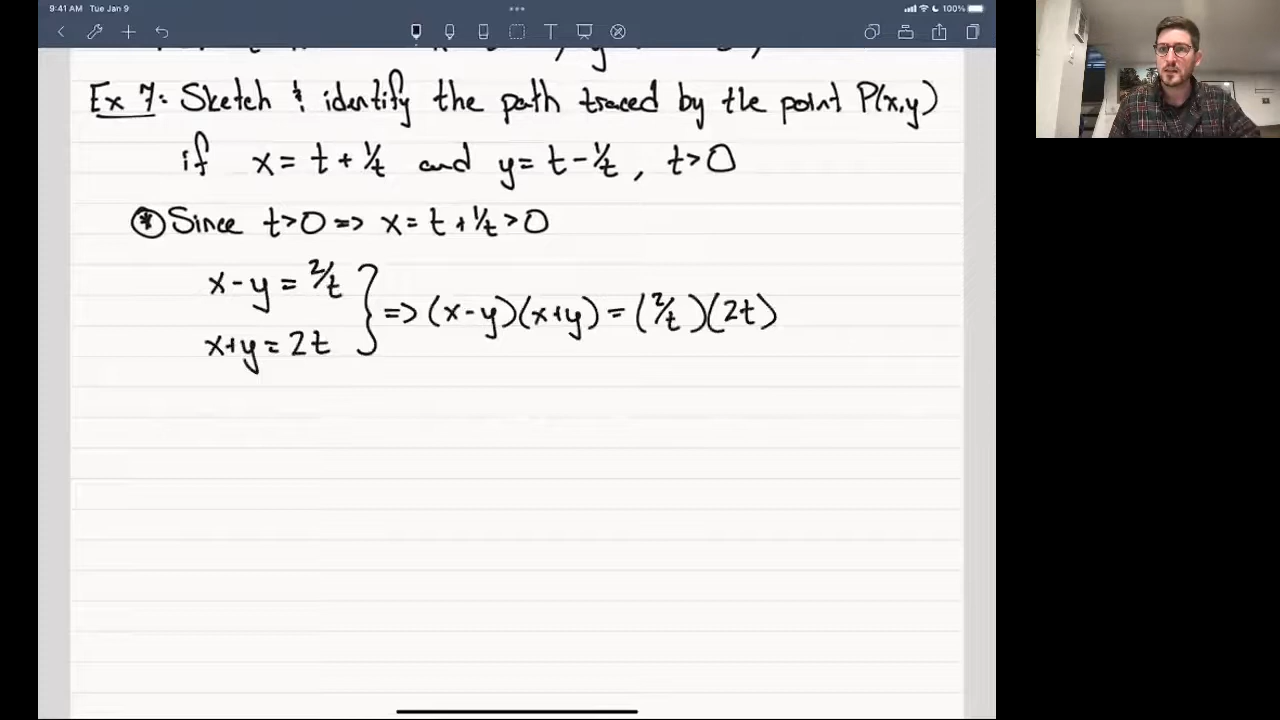 9:41 AM Tue Jan 9
100%
Ex 7: Sketch & identify the path traced by the point P(x,y)
if x = t + 1/t and y = t - 1/t , t>0
* Since t>0 => x = t + 1/t > 0
x-y = 2/t
x+y = 2t
} => (x-y)(x+y) = (2/t)(2t)